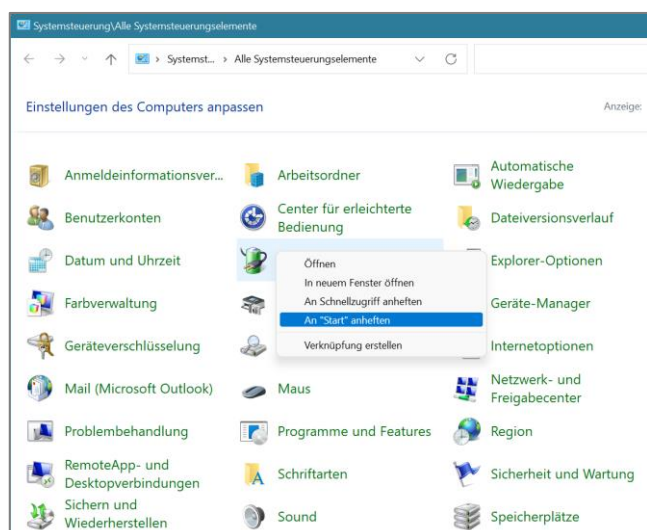 Systemsteuerung\Alle Systemsteuerungselemente
Systemst... > Alle Systemsteuerungselemente
Einstellungen des Computers anpassen
Anzeige:
Anmeldeinformationsver...
Arbeitsordner
Automatische
Wiedergabe
Benutzerkonten
Center für erleichterte
Bedienung
Dateiversionsverlauf
Datum und Uhrzeit
Öffnen
Explorer-Optionen
In neuem Fenster öffnen
Farbverwaltung
An Schnellzugriff anheften
Geräte-Manager
An "Start" anheften
Geräteverschlüsselung
Verknüpfung erstellen
Internetoptionen
Mail (Microsoft Outlook)
Maus
Netzwerk- und
Freigabecenter
Problembehandlung
Programme und Features
Region
RemoteApp- und
Desktopverbindungen
Schriftarten
Sicherheit und Wartung
Sichern und
Wiederherstellen
Sound
Speicherplätze